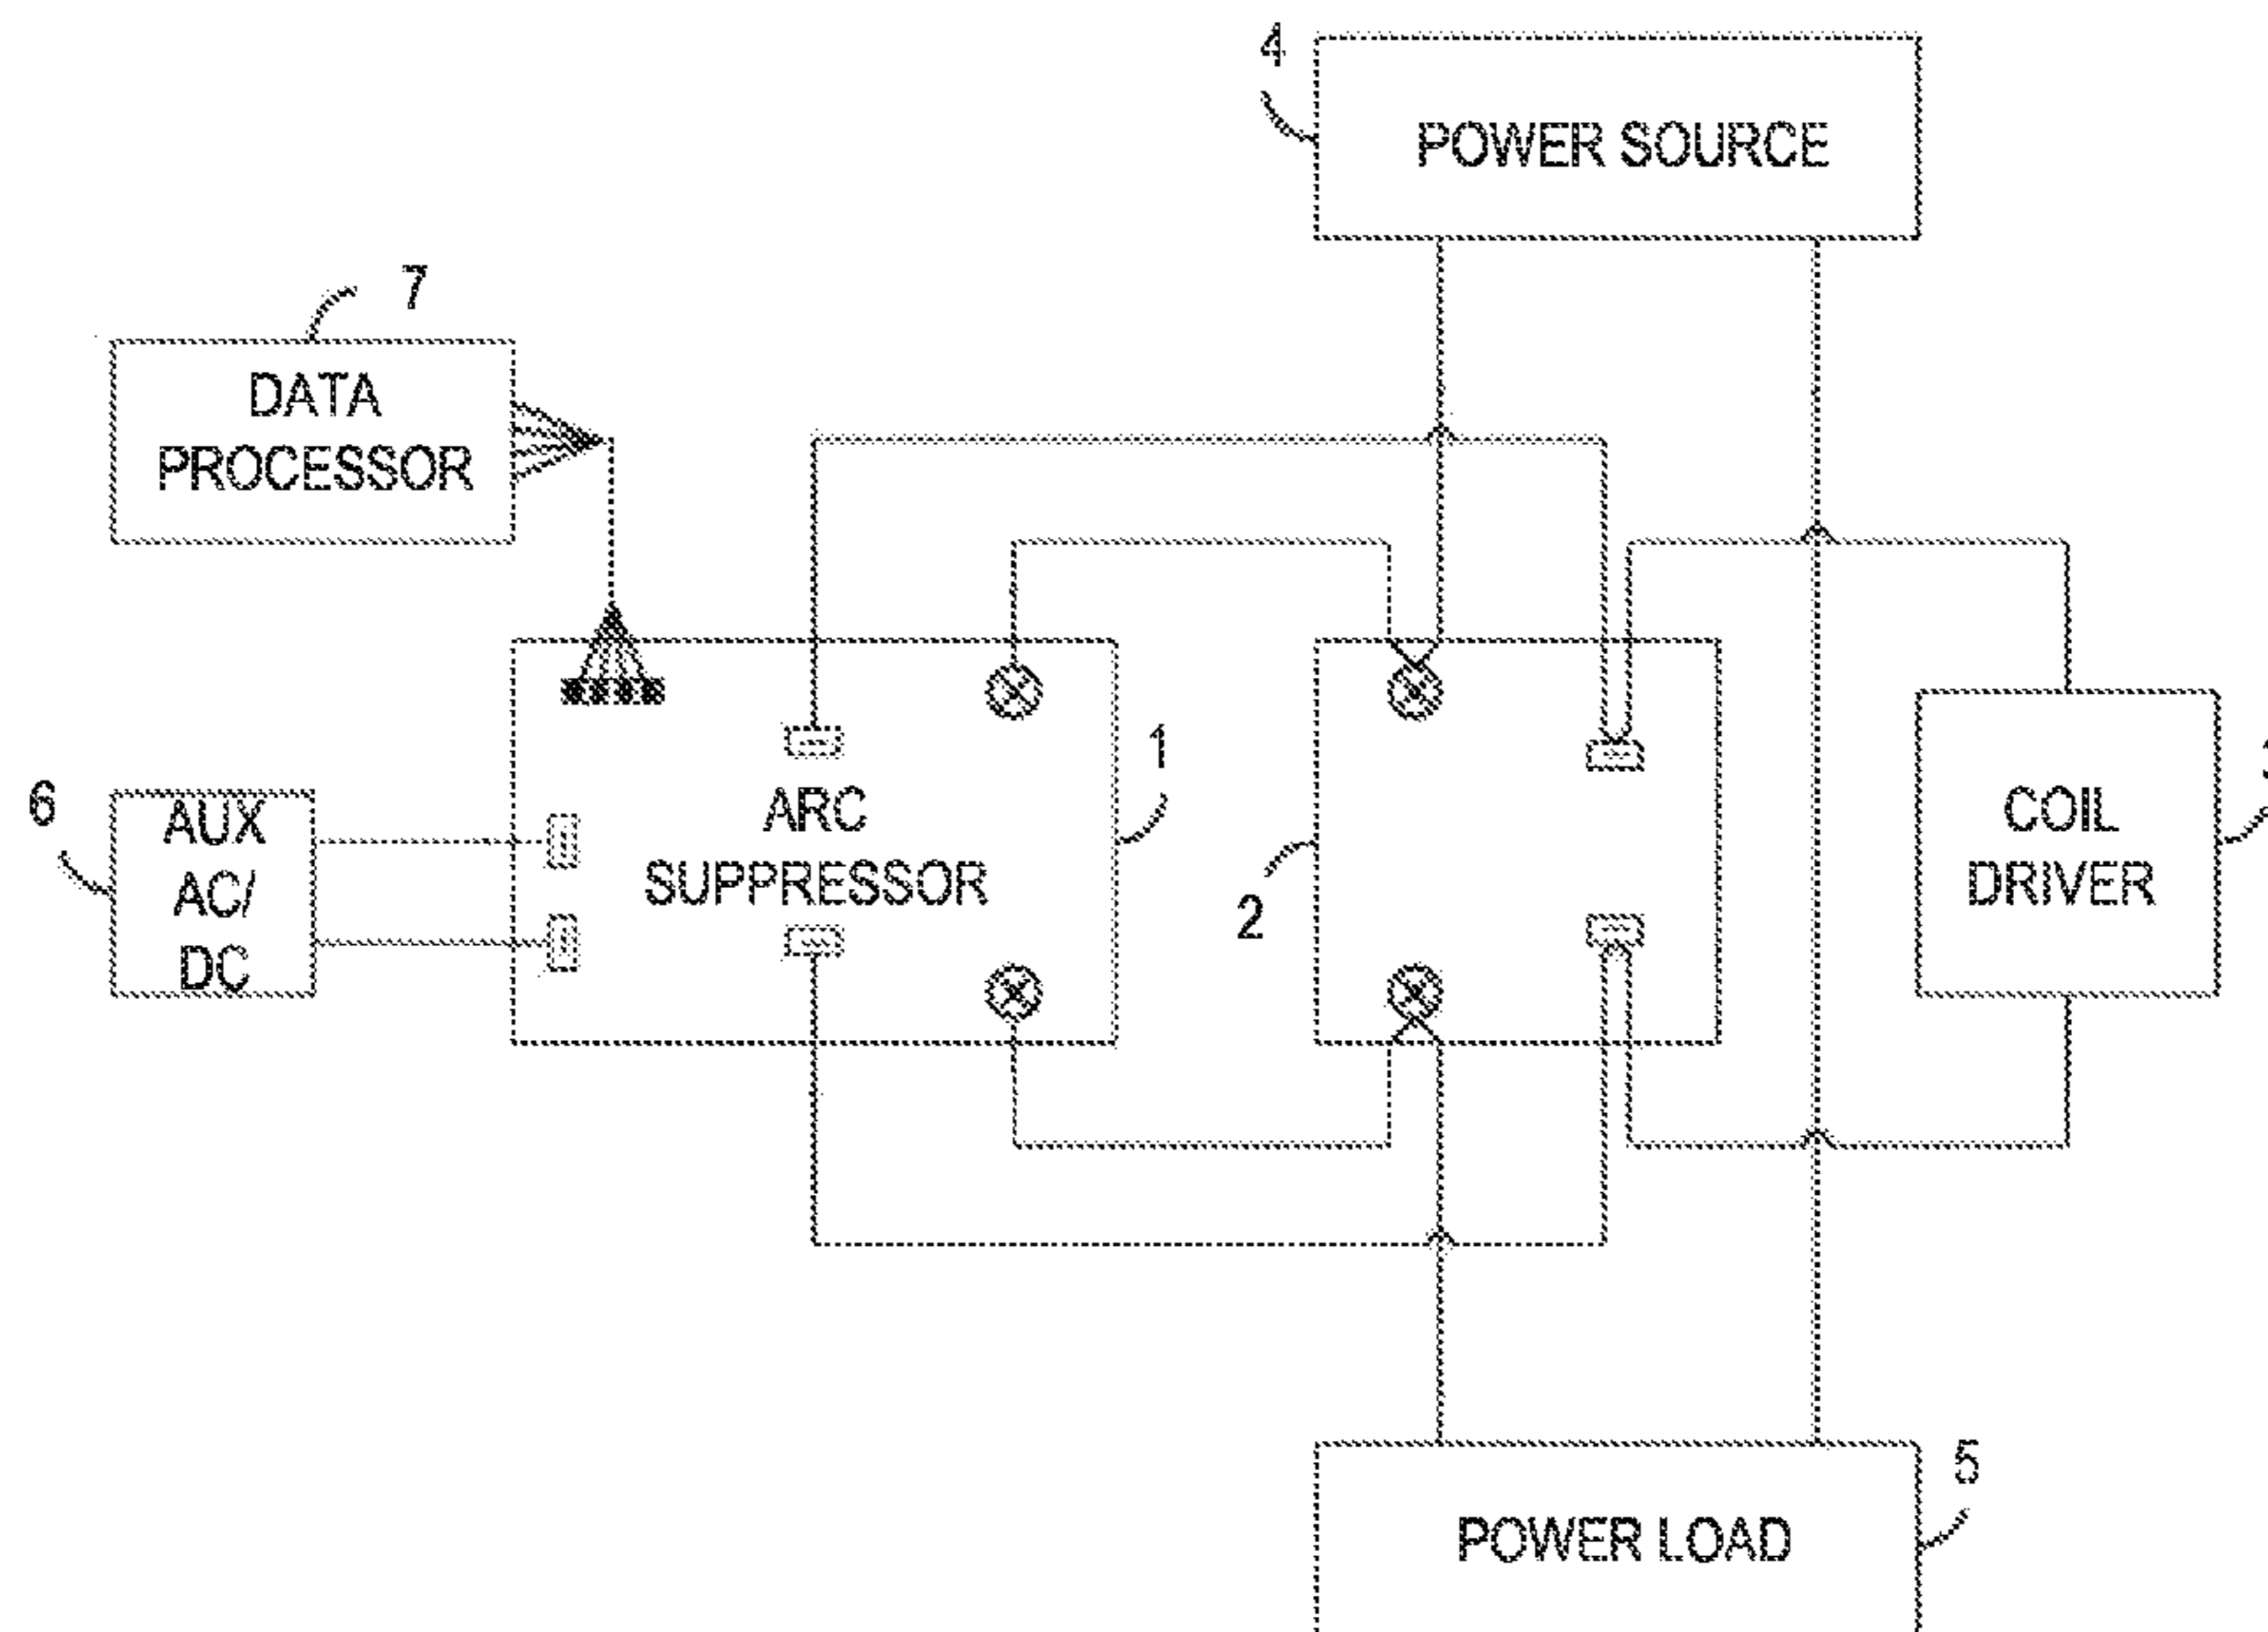 4
POWER SOURCE
7
DATA
PROCESSOR
1
6
AUX
AC/
DC
ARC
SUPPRESSOR
2
COIL
DRIVER
5
POWER LOAD